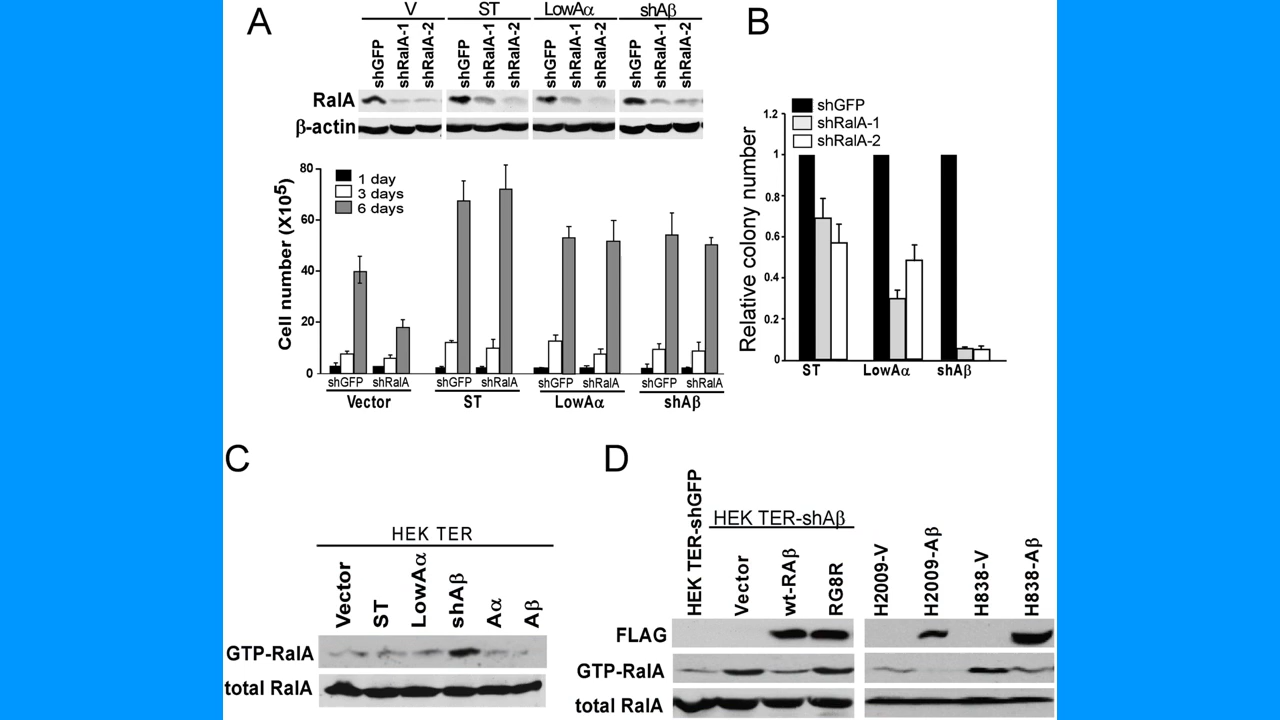 A
V ST LowAα shAβ
shGFP shRalA-1 shRalA-2 shGFP shRalA-1 shRalA-2 shGFP shRalA-1 shRalA-2 shGFP shRalA-1 shRalA-2
RalA
β-actin
Cell number (X10⁵)
80
60
40
20
0
1 day
3 days
6 days
shGFP shRalA shGFP shRalA shGFP shRalA shGFP shRalA
Vector ST LowAα shAβ
B
Relative colony number
1.2
1
0.8
0.6
0.4
0.2
0
shGFP
shRalA-1
shRalA-2
ST LowAα shAβ
C
HEK TER
Vector ST LowAα shAβ Aα Aβ
GTP-RalA
total RalA
D
HEK TER-shGFP
HEK TER-shAβ
Vector wt-RAβ RG8R H2009-V H2009-Aβ H838-V H838-Aβ
FLAG
GTP-RalA
total RalA